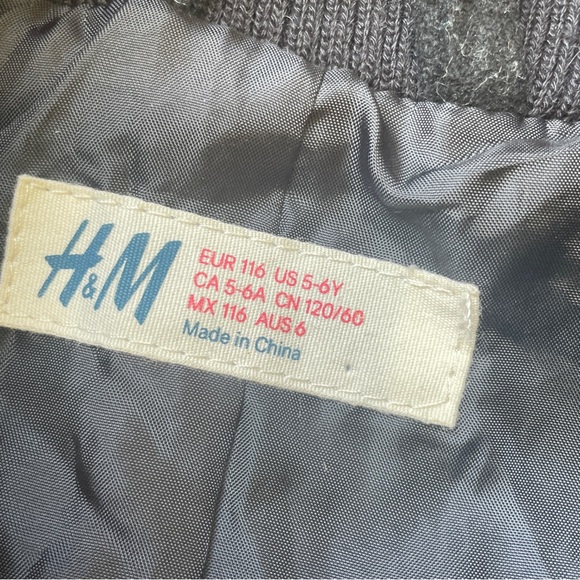 H&M
EUR 116 US 5-6Y
CA 5-6A CN 120/60
MX 116 AUS 6
Made in China